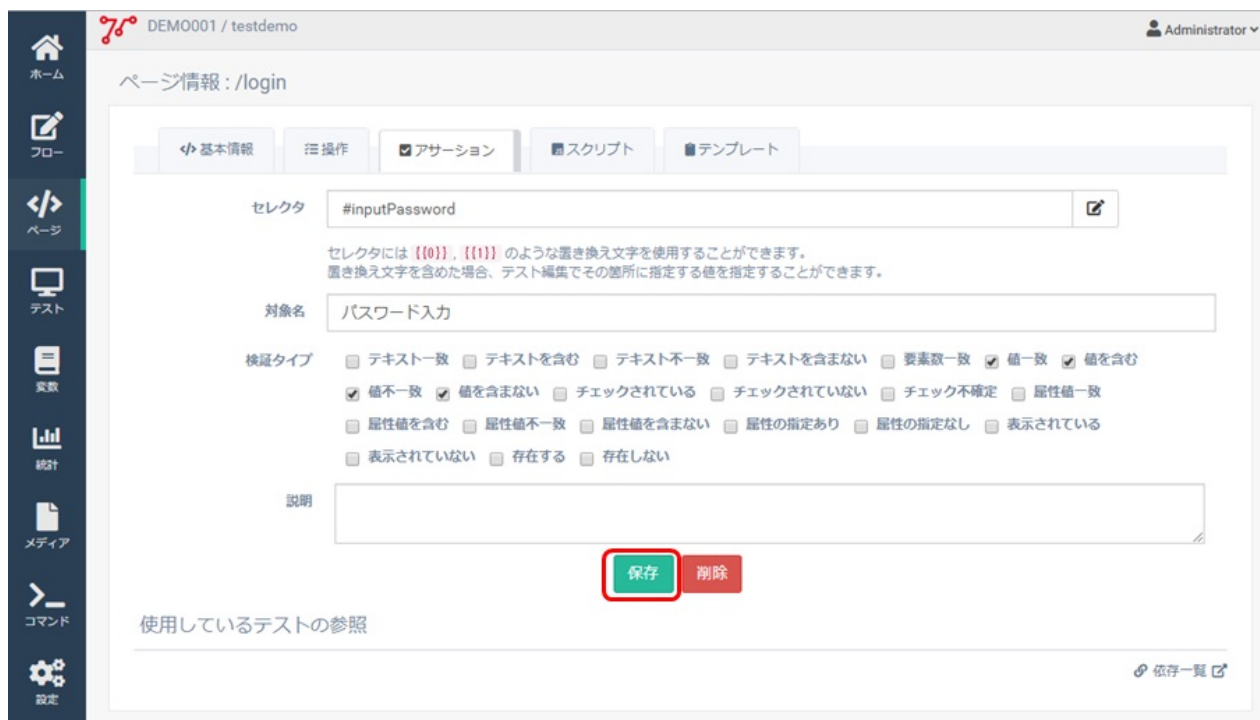 DEMO001 / testdemo
Administrator
ホーム
フロー
ページ
テスト
変数
統計
メディア
コマンド
設定
ページ情報 : /login
基本情報 操作 アサーション スクリプト テンプレート
セレクタ #inputPassword
セレクタには {{0}} , {{1}} のような置き換え文字を使用することができます。
置き換え文字を含めた場合、テスト編集でその箇所に指定する値を指定することができます。
対象名 パスワード入力
検証タイプ テキスト一致 テキストを含む テキスト不一致 テキストを含まない 要素数一致 値一致 値を含む
値不一致 値を含まない チェックされている チェックされていない チェック不確定 属性値一致
属性値を含む 属性値不一致 属性値を含まない 属性の指定あり 属性の指定なし 表示されている
表示されていない 存在する 存在しない
説明
保存 削除
使用しているテストの参照
依存一覧